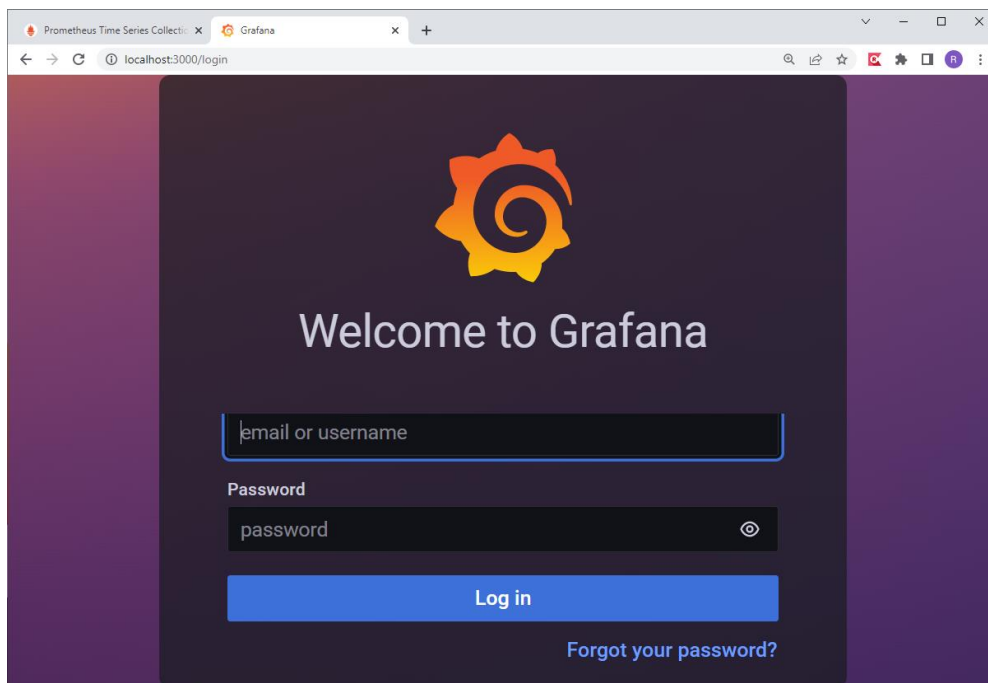 Prometheus Time Series Collectio
Grafana
localhost:3000/login
R
Welcome to Grafana
email or username
Password
password
Log in
Forgot your password?